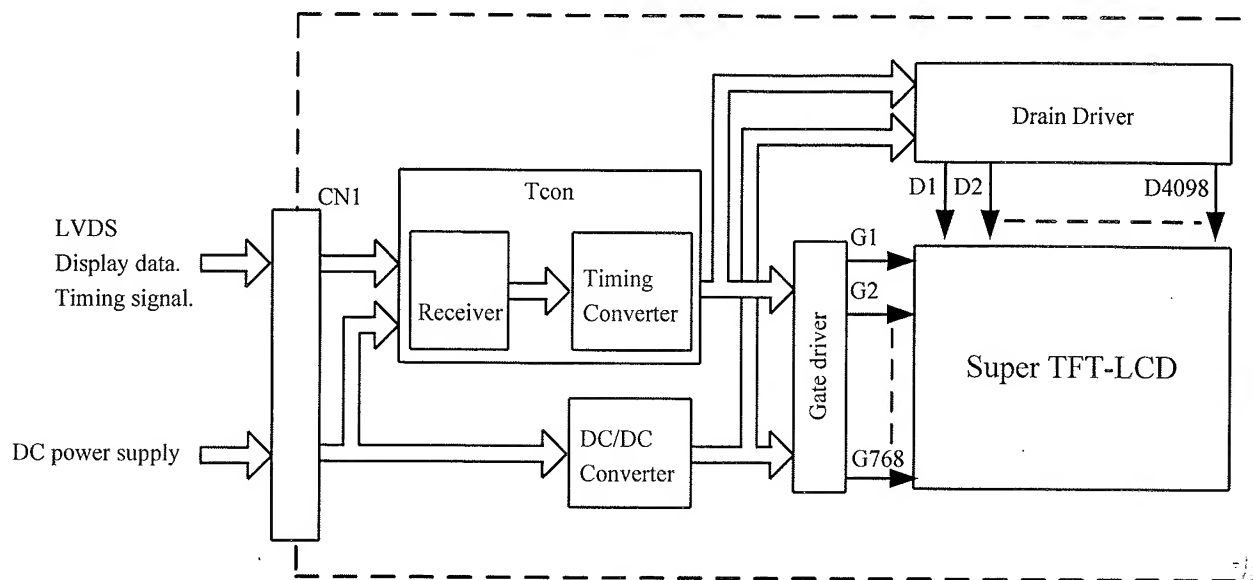 Drain Driver
D1
D2
D4098
CN1
Tcon
LVDS
Display data.
Timing signal.
Receiver
Timing
Converter
G1
G2
Gate driver
Super TFT-LCD
DC power supply
DC/DC
Converter
G768